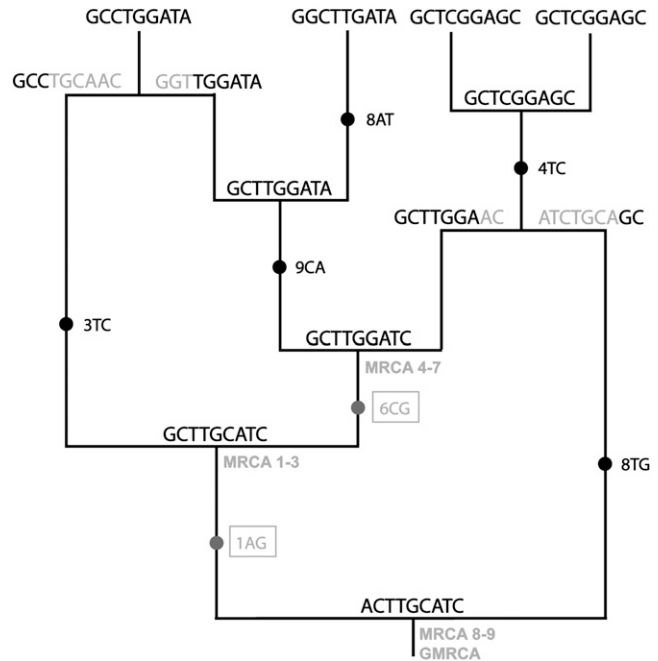 GCCTGGATA GGCTTGATA GCTCGGAGC GCTCGGAGC
GCCTGCAAC GGTTGGATA
GCTCGGAGC
8AT
4TC
GCTTGGATA
GCTTGGAAC ATCTGCAGC
9CA
3TC
GCTTGGATC
MRCA 4-7
6CG
GCTTGCATC
MRCA 1-3
8TG
1AG
ACTTGCATC
MRCA 8-9
GMRCA